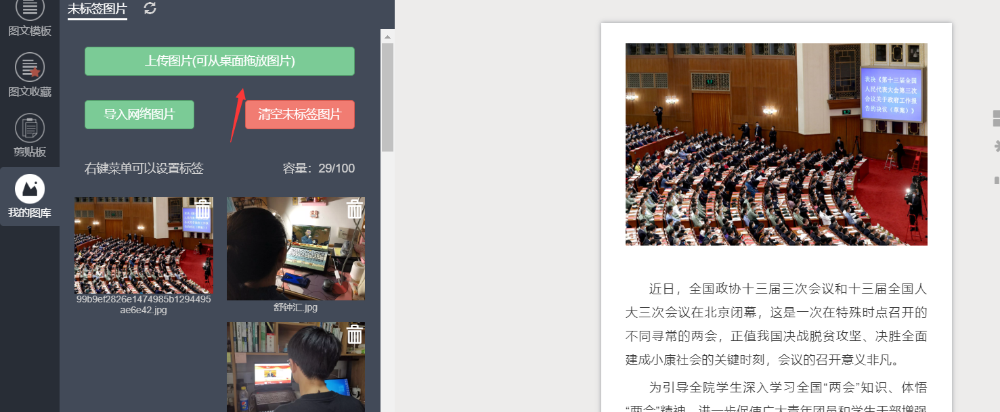 图文模板
图文收藏
剪贴板
我的图库
未标签图片
上传图片(可从桌面拖放图片)
导入网络图片
清空未标签图片
右键菜单可以设置标签
容量：29/100
99b9ef2826e1474985b1294495
ae6e42.jpg
舒钟汇.jpg
表决《第十三届全国
人民代表大会第三次
会议关于政府工作报
告的决议（草案）》
近日，全国政协十三届三次会议和十三届全国人
大三次会议在北京闭幕，这是一次在特殊时点召开的
不同寻常的两会，正值我国决战脱贫攻坚、决胜全面
建成小康社会的关键时刻，会议的召开意义非凡。
为引导全院学生深入学习全国“两会”知识、体悟
“两会”精神，进一步促使广大青年团员和学生干部增强